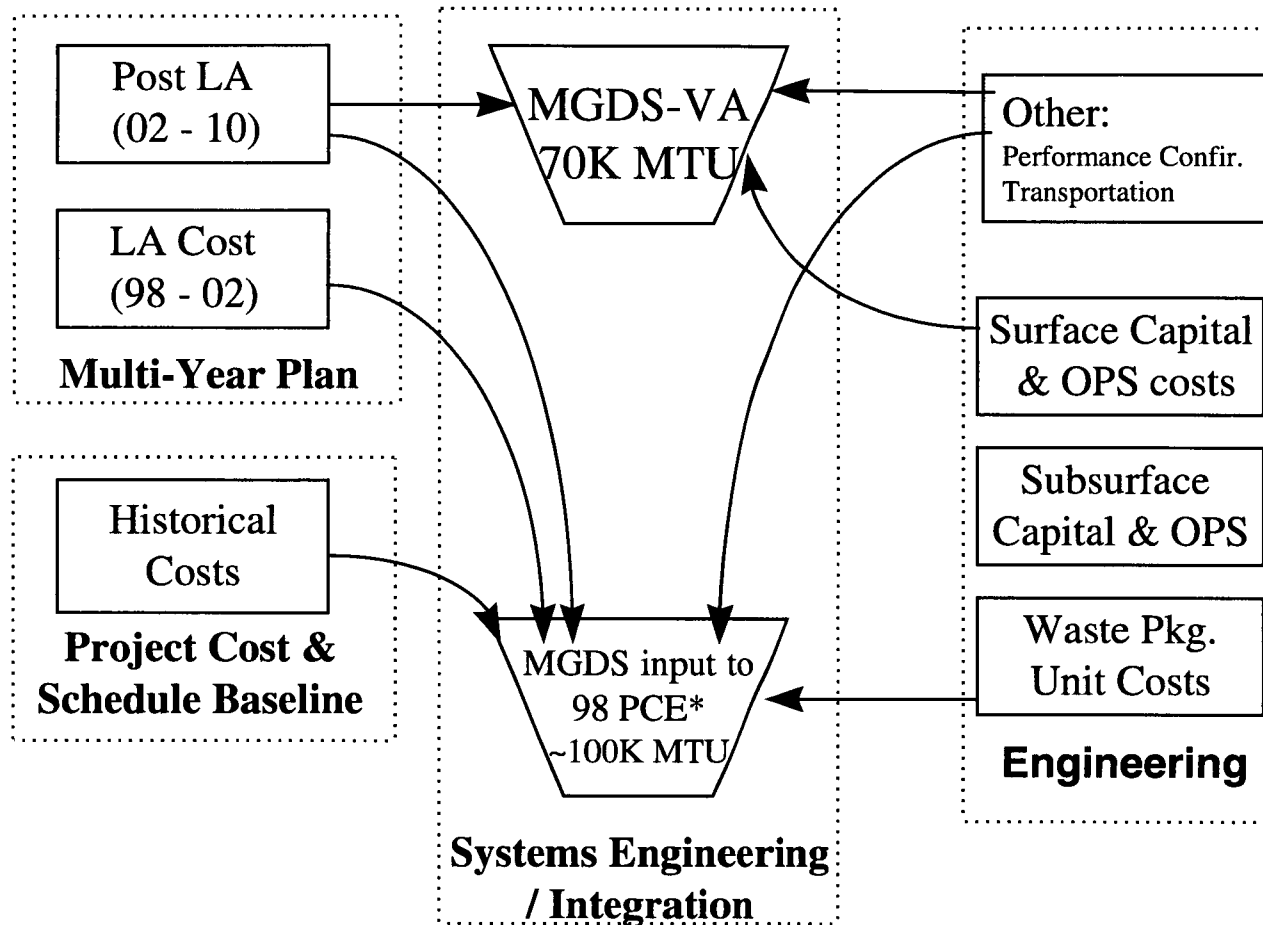 Post LA
(02 - 10)
LA Cost
(98 - 02)
Multi-Year Plan
Historical
Costs
Project Cost &
Schedule Baseline
MGDS-VA
70K MTU
MGDS input to
98 PCE*
~100K MTU
Systems Engineering
/ Integration
Other:
Performance Confir.
Transportation
Surface Capital
& OPS costs
Subsurface
Capital & OPS
Waste Pkg.
Unit Costs
Engineering